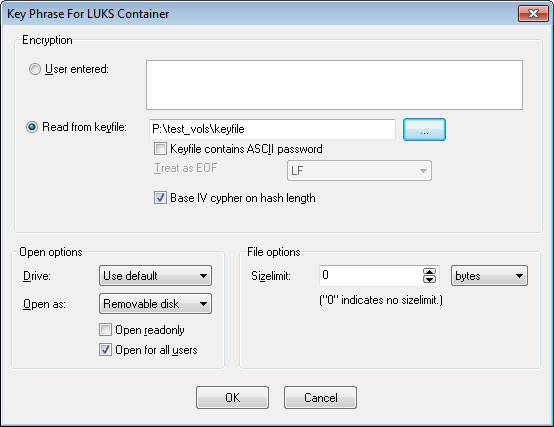 Key Phrase For LUKS Container
Encryption
User entered:
Read from keyfile: P:\test_vols\keyfile ...
Keyfile contains ASCII password
Treat as EOF LF
Base IV cypher on hash length
Open options
Drive: Use default
Open as: Removable disk
Open readonly
Open for all users
File options
Sizelimit: 0 bytes
("0" indicates no sizelimit.)
OK Cancel